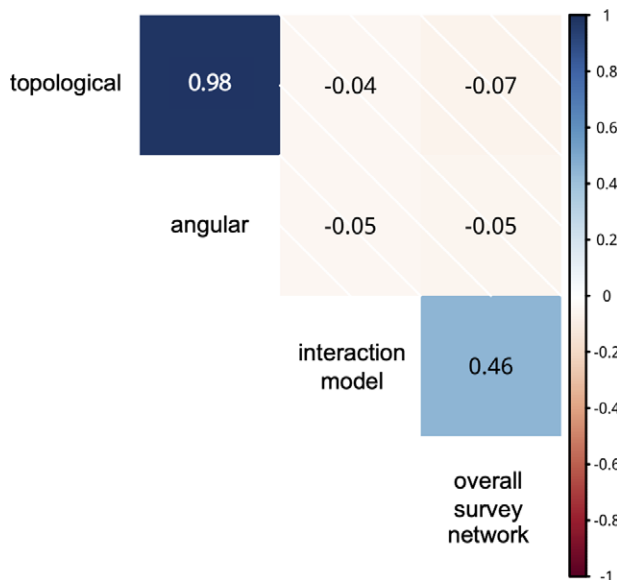 topological
0.98
-0.04
-0.07
angular
-0.05
-0.05
interaction
model
0.46
overall
survey
network
1
0.8
0.6
0.4
0.2
0
-0.2
-0.4
-0.6
-0.8
-1